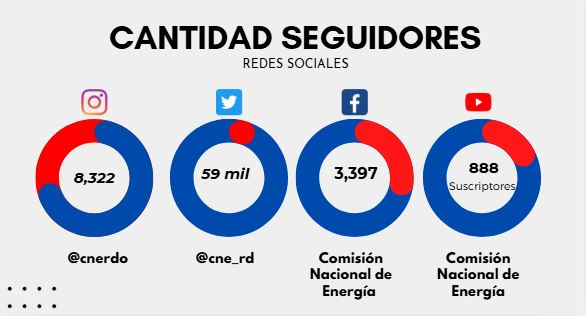 CANTIDAD SEGUIDORES
REDES SOCIALES
8,322
59 mil
3,397
888
Suscriptores
@cnerdo
@cne_rd
Comisión
Nacional de
Energía
Comisión
Nacional de
Energía